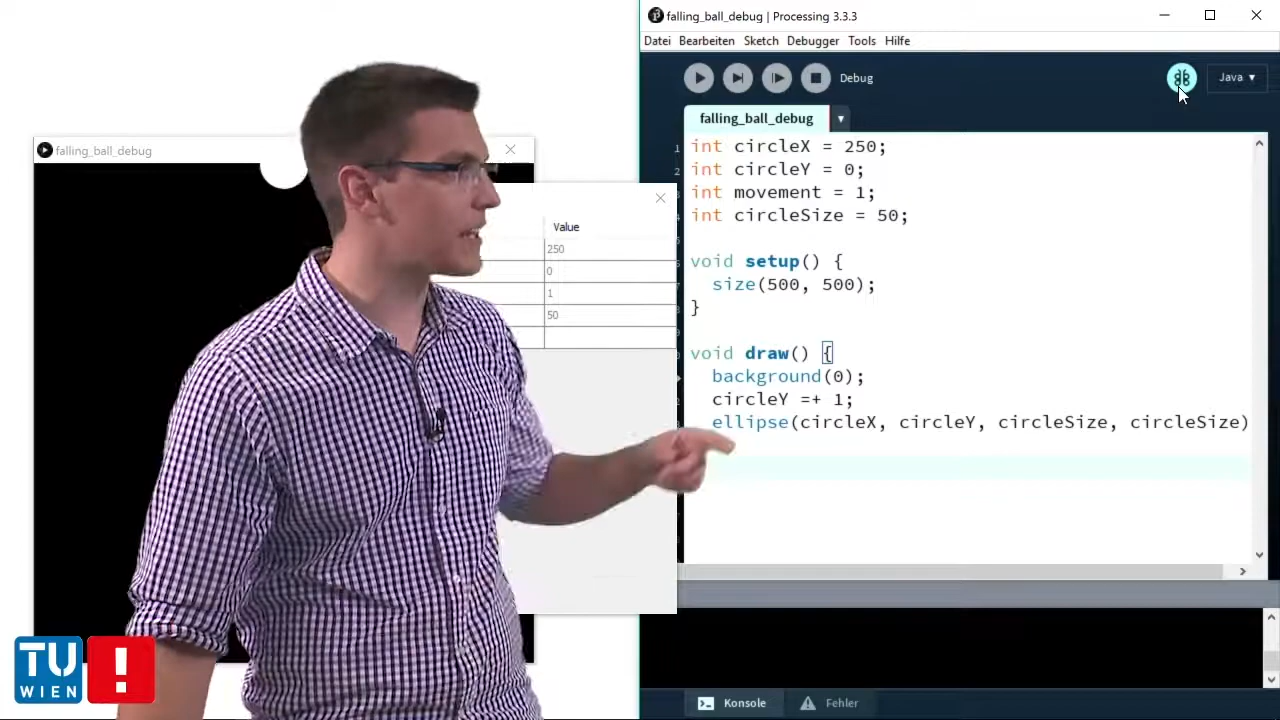 falling_ball_debug | Processing 3.3.3
Datei Bearbeiten Sketch Debugger Tools Hilfe
Debug
Java ▾
falling_ball_debug
1 int circleX = 250;
2 int circleY = 0;
int movement = 1;
int circleSize = 50;
void setup() {
size(500, 500);
}
void draw() {
background(0);
circleY =+ 1;
ellipse(circleX, circleY, circleSize, circleSize)
Konsole
Fehler
falling_ball_debug
Value
250
0
1
50
TU
WIEN
!